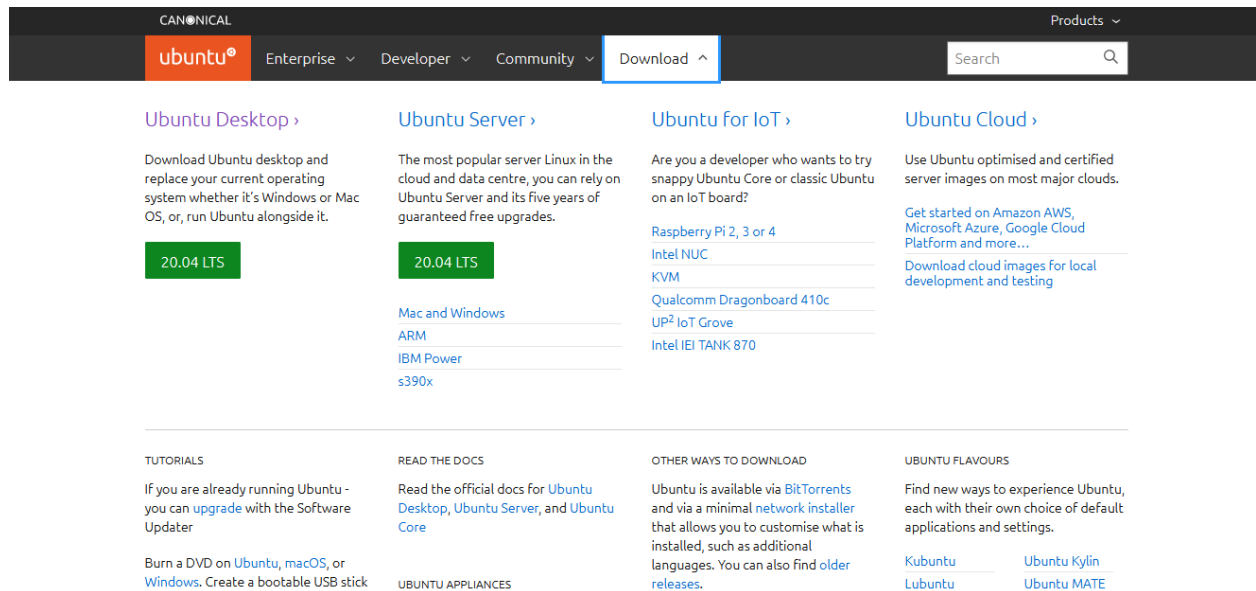 CANONICAL
Products
ubuntu
Enterprise
Developer
Community
Download
Search
Ubuntu Desktop ›
Download Ubuntu desktop and
replace your current operating
system whether it's Windows or Mac
OS, or, run Ubuntu alongside it.
20.04 LTS
Ubuntu Server ›
The most popular server Linux in the
cloud and data centre, you can rely on
Ubuntu Server and its five years of
guaranteed free upgrades.
20.04 LTS
Mac and Windows
ARM
IBM Power
s390x
Ubuntu for IoT ›
Are you a developer who wants to try
snappy Ubuntu Core or classic Ubuntu
on an IoT board?
Raspberry Pi 2, 3 or 4
Intel NUC
KVM
Qualcomm Dragonboard 410c
UP² IoT Grove
Intel IEI TANK 870
Ubuntu Cloud ›
Use Ubuntu optimised and certified
server images on most major clouds.
Get started on Amazon AWS,
Microsoft Azure, Google Cloud
Platform and more…
Download cloud images for local
development and testing
TUTORIALS
If you are already running Ubuntu -
you can upgrade with the Software
Updater
Burn a DVD on Ubuntu, macOS, or
Windows. Create a bootable USB stick
READ THE DOCS
Read the official docs for Ubuntu
Desktop, Ubuntu Server, and Ubuntu
Core
UBUNTU APPLIANCES
OTHER WAYS TO DOWNLOAD
Ubuntu is available via BitTorrents
and via a minimal network installer
that allows you to customise what is
installed, such as additional
languages. You can also find older
releases.
UBUNTU FLAVOURS
Find new ways to experience Ubuntu,
each with their own choice of default
applications and settings.
Kubuntu
Lubuntu
Ubuntu Kylin
Ubuntu MATE